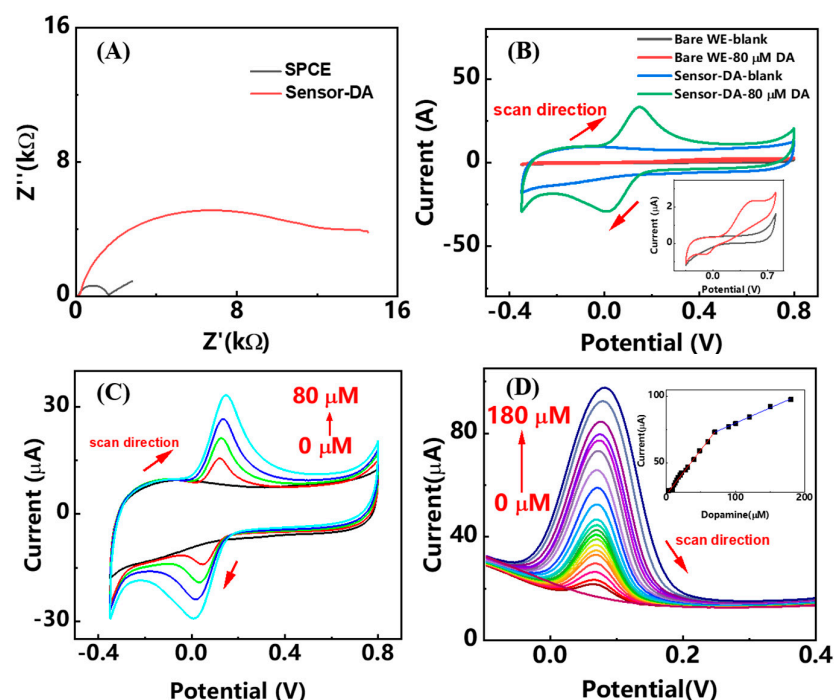 (A)
SPCE
Sensor-DA
16
8
0
0
8
16
Z''(kΩ)
Z'(kΩ)
(B)
Bare WE-blank
Bare WE-80 μM DA
Sensor-DA-blank
Sensor-DA-80 μM DA
scan direction
50
0
-50
-0.4
0.0
0.4
0.8
Current (A)
Potential (V)
2
0
0.0
0.7
Current (μA)
Potential (V)
(C)
80 μM
0 μM
scan direction
30
0
-30
-0.4
0.0
0.4
0.8
Current (μA)
Potential (V)
(D)
180 μM
0 μM
scan direction
80
40
0
0.0
0.2
0.4
Current(μA)
Potential(V)
100
50
0
100
200
Current(μA)
Dopamine(μM)